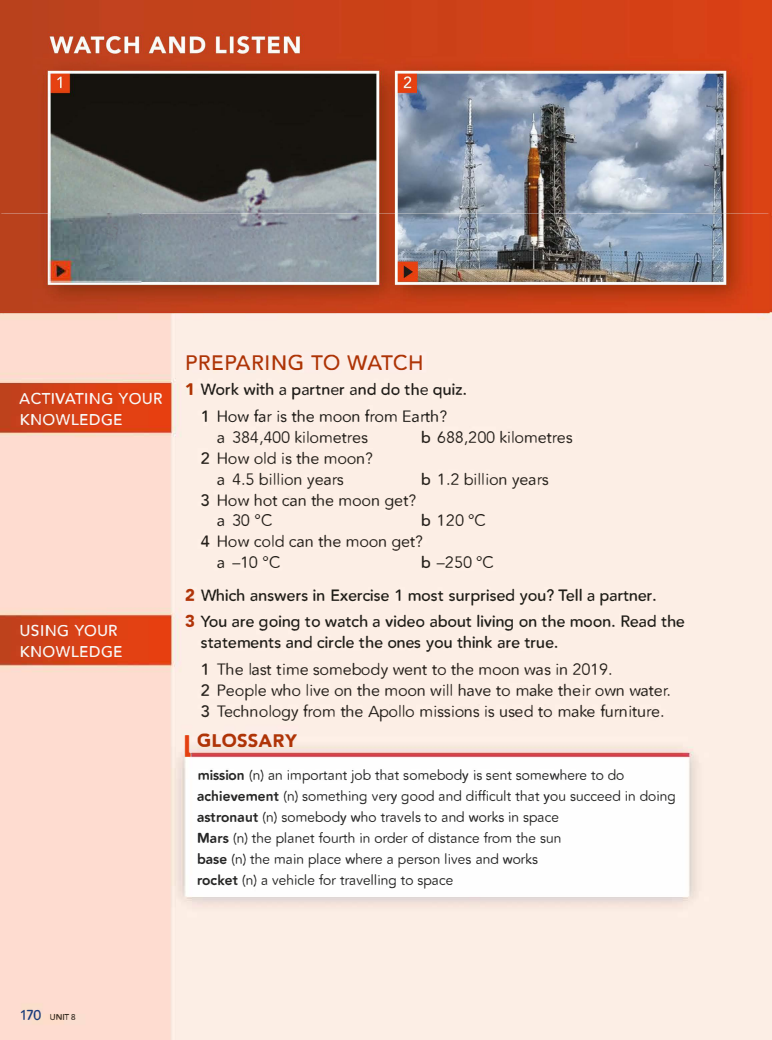 WATCH AND LISTEN
1
2
PREPARING TO WATCH
ACTIVATING YOUR
KNOWLEDGE
1 Work with a partner and do the quiz.
1 How far is the moon from Earth?
a 384,400 kilometres b 688,200 kilometres
2 How old is the moon?
a 4.5 billion years b 1.2 billion years
3 How hot can the moon get?
a 30 °C b 120 °C
4 How cold can the moon get?
a –10 °C b –250 °C
2 Which answers in Exercise 1 most surprised you? Tell a partner.
USING YOUR
KNOWLEDGE
3 You are going to watch a video about living on the moon. Read the
statements and circle the ones you think are true.
1 The last time somebody went to the moon was in 2019.
2 People who live on the moon will have to make their own water.
3 Technology from the Apollo missions is used to make furniture.
GLOSSARY
mission (n) an important job that somebody is sent somewhere to do
achievement (n) something very good and difficult that you succeed in doing
astronaut (n) somebody who travels to and works in space
Mars (n) the planet fourth in order of distance from the sun
base (n) the main place where a person lives and works
rocket (n) a vehicle for travelling to space
170 UNIT 8